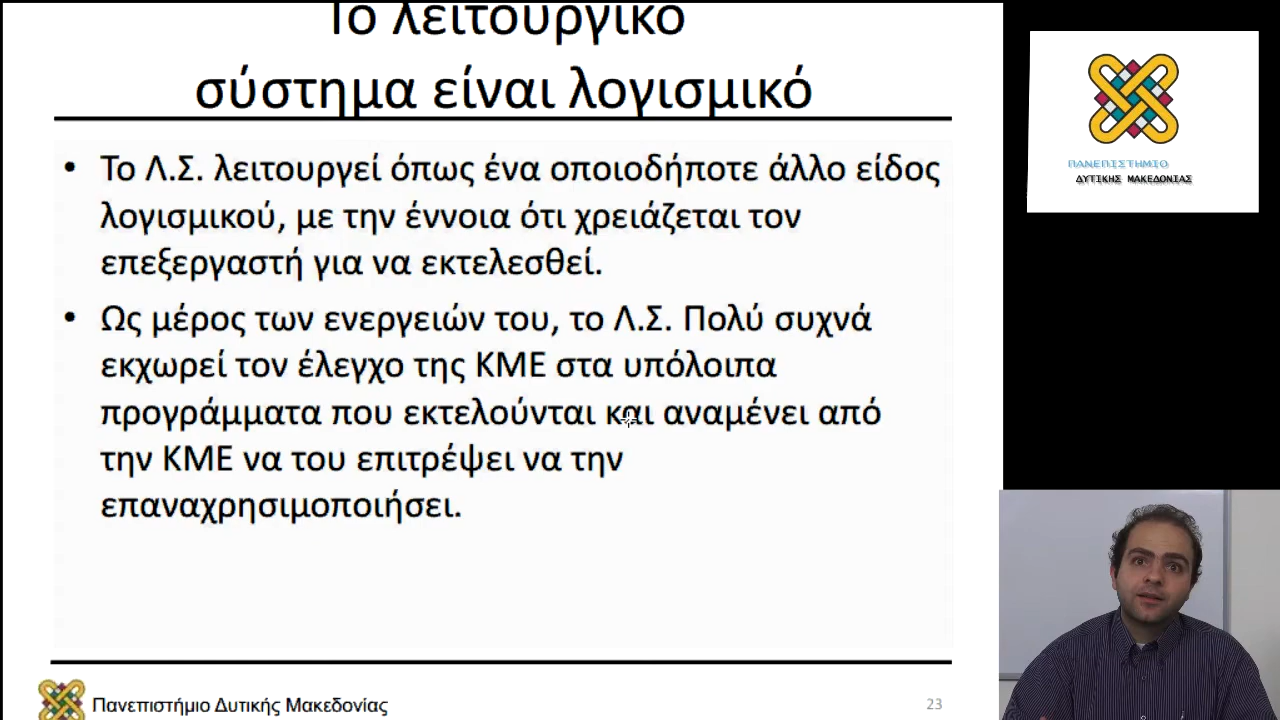 Το λειτουργικό
σύστημα είναι λογισμικό
• Το Λ.Σ. λειτουργεί όπως ένα οποιοδήποτε άλλο είδος
λογισμικού, με την έννοια ότι χρειάζεται τον
επεξεργαστή για να εκτελεσθεί.
• Ως μέρος των ενεργειών του, το Λ.Σ. Πολύ συχνά
εκχωρεί τον έλεγχο της ΚΜΕ στα υπόλοιπα
προγράμματα που εκτελούνται και αναμένει από
την ΚΜΕ να του επιτρέψει να την
επαναχρησιμοποιήσει.
Πανεπιστήμιο Δυτικής Μακεδονίας
23
ΠΑΝΕΠΙΣΤΗΜΙΟ
ΔΥΤΙΚΗΣ ΜΑΚΕΔΟΝΙΑΣ